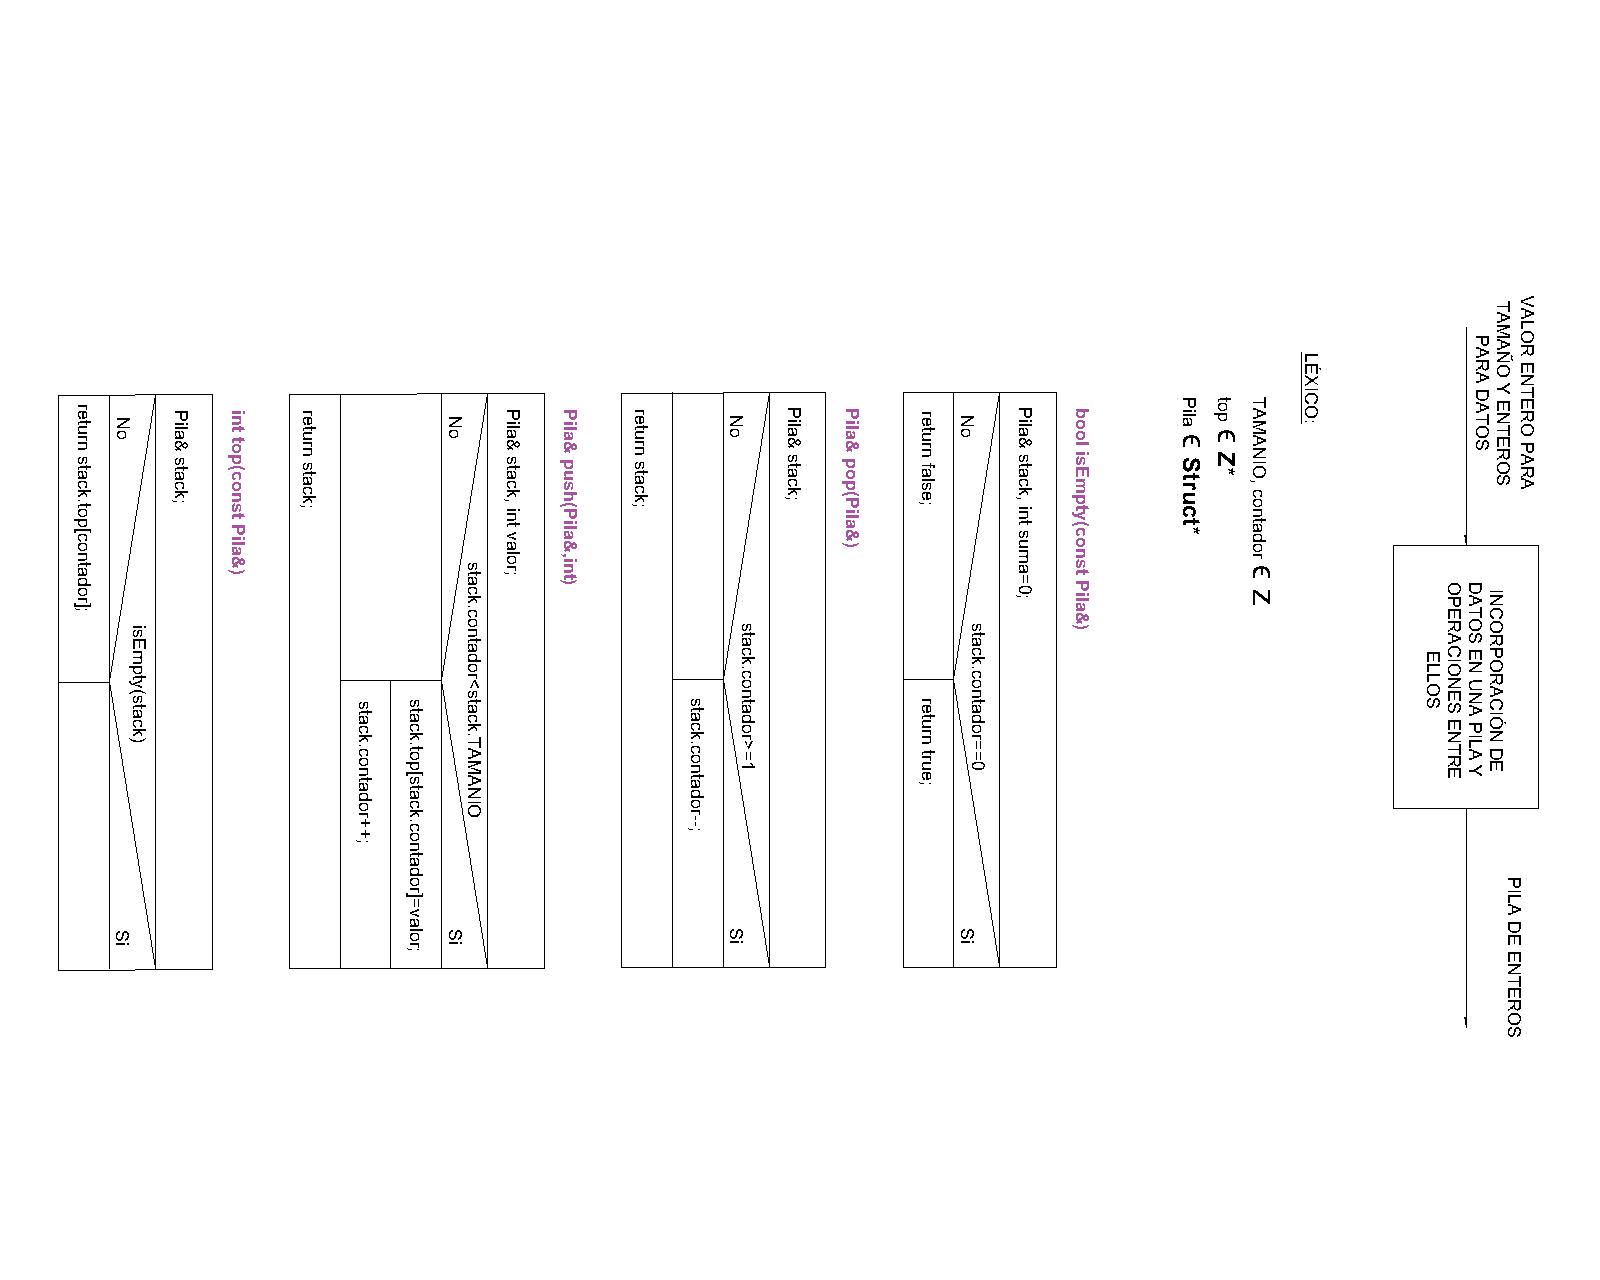 VALOR ENTERO PARA
TAMAÑO Y ENTEROS
PARA DATOS
INCORPORACIÓN DE
DATOS EN UNA PILA Y
OPERACIONES ENTRE
ELLOS
PILA DE ENTEROS
LÉXICO:
TAMANIO, contador Є Z
top Є Z*
Pila Є Struct*
bool isEmpty(const Pila&)
Pila& stack, int suma=0;
stack.contador==0
No
Si
return false;
return true;
Pila& pop(Pila&)
Pila& stack;
stack.contador>=1
No
Si
stack.contador--;
return stack;
Pila& push(Pila&,int)
Pila& stack, int valor;
stack.contador<stack.TAMANIO
No
Si
stack.top[stack.contador]=valor;
stack.contador++;
return stack;
int top(const Pila&)
Pila& stack;
isEmpty(stack)
No
Si
return stack.top[contador];